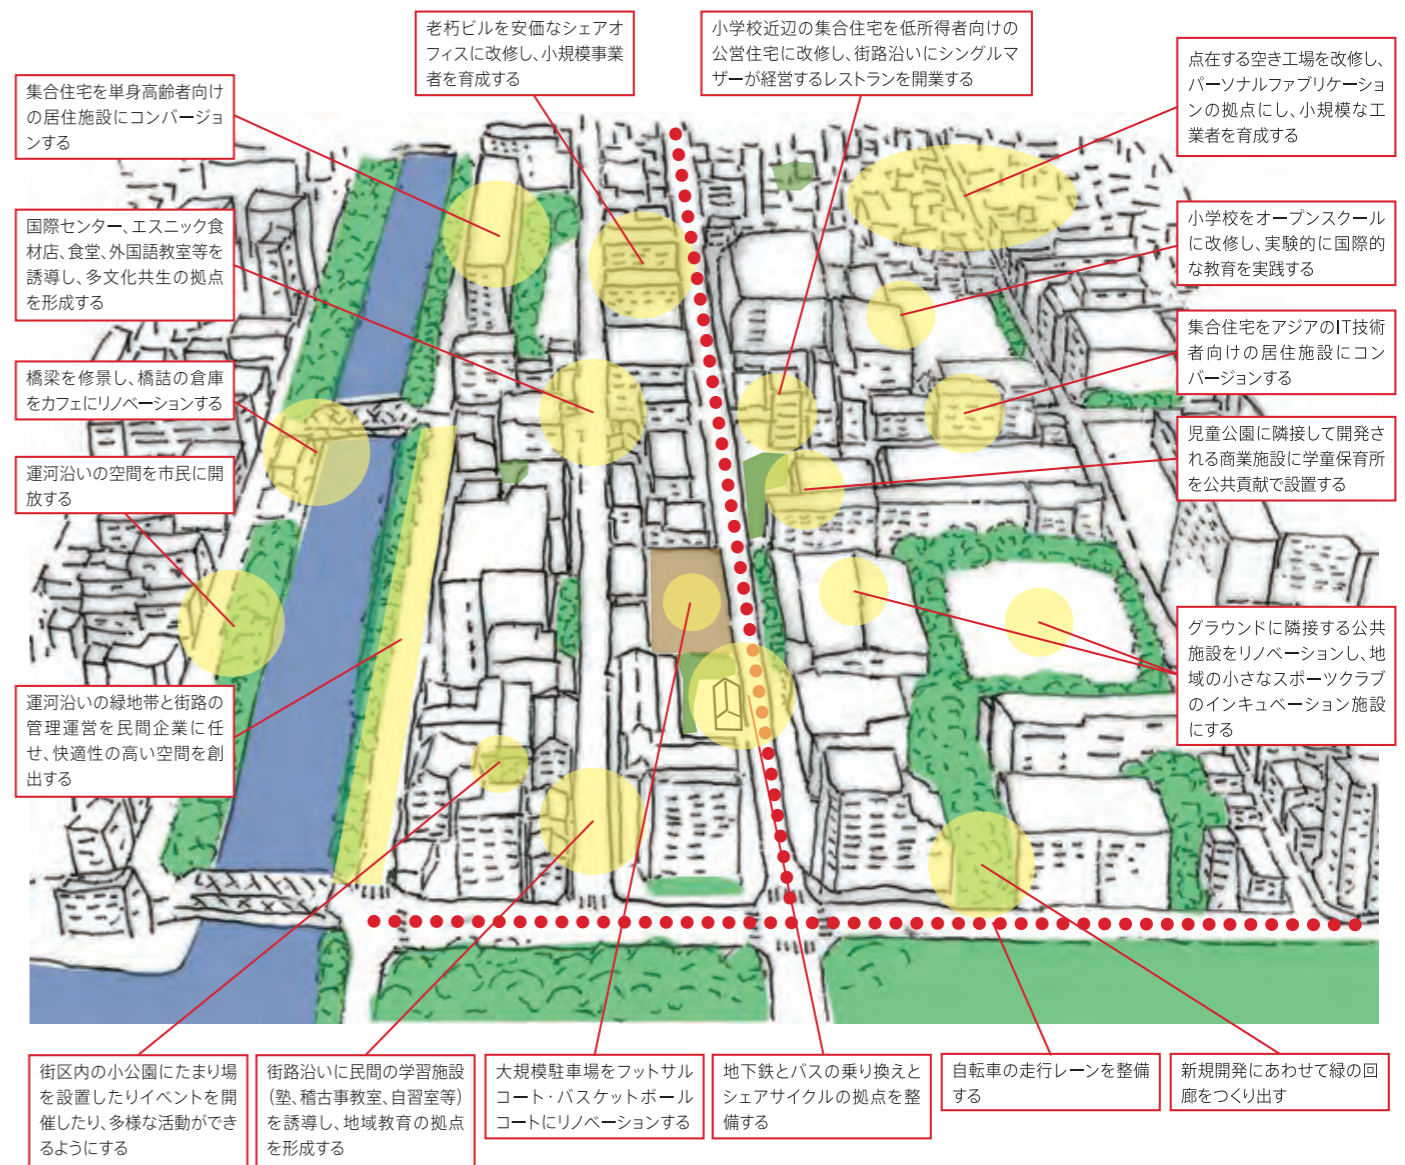 老朽ビルを安価なシェアオ
フィスに改修し、小規模事業
者を育成する
小学校近辺の集合住宅を低所得者向けの
公営住宅に改修し、街路沿いにシングルマ
ザーが経営するレストランを開業する
点在する空き工場を改修し、
パーソナルファブリケーショ
ンの拠点にし、小規模な工
業者を育成する
集合住宅を単身高齢者向け
の居住施設にコンバージョ
ンする
国際センター、エスニック食
材店、食堂、外国語教室等を
誘導し、多文化共生の拠点
を形成する
小学校をオープンスクール
に改修し、実験的に国際的
な教育を実践する
集合住宅をアジアのIT技術
者向けの居住施設にコン
バージョンする
橋梁を修景し、橋詰の倉庫
をカフェにリノベーションする
児童公園に隣接して開発さ
れる商業施設に学童保育所
を公共貢献で設置する
運河沿いの空間を市民に開
放する
グラウンドに隣接する公共
施設をリノベーションし、地
域の小さなスポーツクラブ
のインキュベーション施設
にする
運河沿いの緑地帯と街路の
管理運営を民間企業に任
せ、快適性の高い空間を創
出する
街区内の小公園にたまり場
を設置したりイベントを開
催したり、多様な活動ができ
るようにする
街路沿いに民間の学習施設
(塾、稽古事教室、自習室等)
を誘導し、地域教育の拠点
を形成する
大規模駐車場をフットサル
コート・バスケットボール
コートにリノベーションする
地下鉄とバスの乗り換えと
シェアサイクルの拠点を整
備する
自転車の走行レーンを整備
する
新規開発にあわせて緑の回
廊をつくり出す